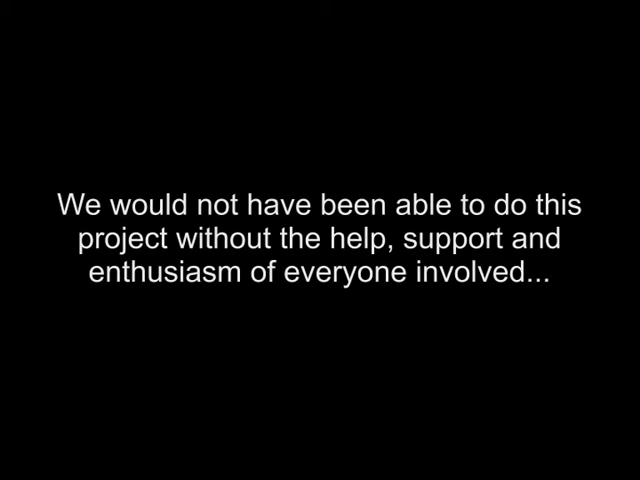 We would not have been able to do this
project without the help, support and
enthusiasm of everyone involved...